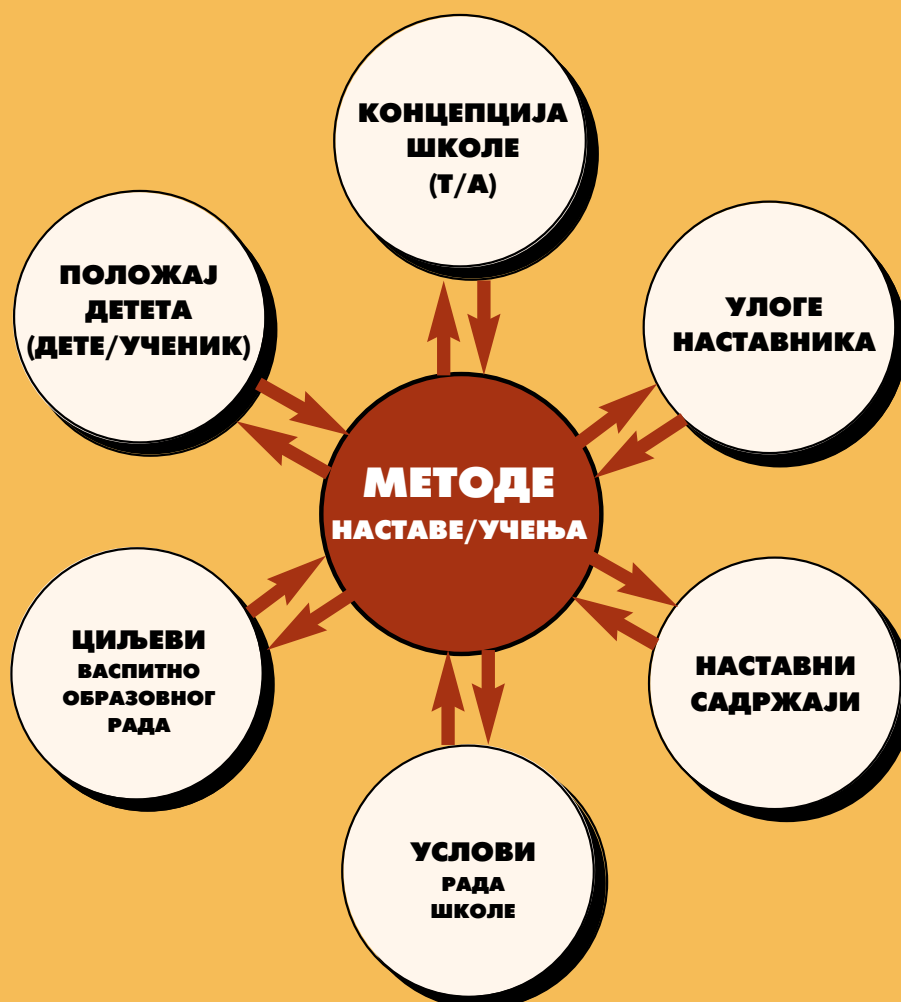 КОНЦЕПЦИЈА
ШКОЛЕ
(Т/А)
ПОЛОЖАЈ
ДЕТЕТА
(ДЕТЕ/УЧЕНИК)
УЛОГЕ
НАСТАВНИКА
МЕТОДЕ
НАСТАВЕ/УЧЕЊА
ЦИЉЕВИ
ВАСПИТНО
ОБРАЗОВНОГ
РАДА
НАСТАВНИ
САДРЖАЈИ
УСЛОВИ
РАДА
ШКОЛЕ